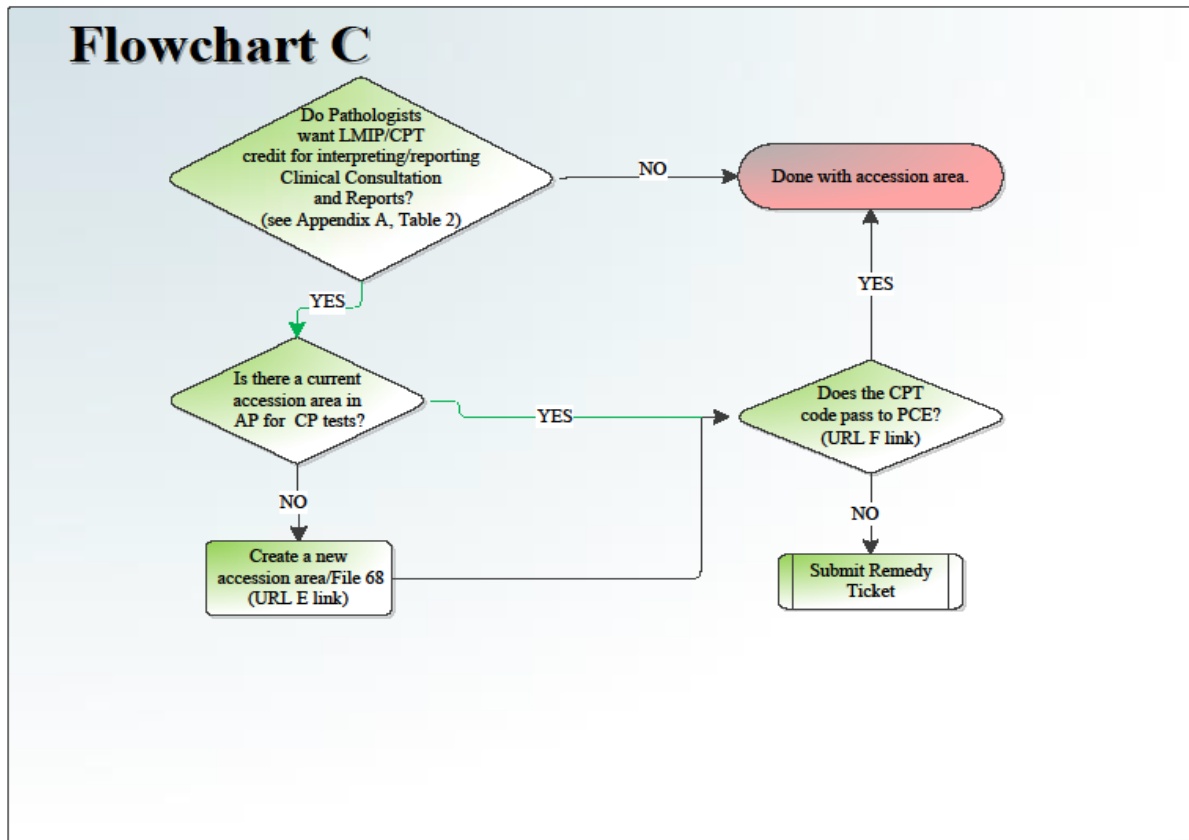 Flowchart C
Do Pathologists
want LMIP/CPT
credit for interpreting/reporting
Clinical Consultation
and Reports?
(see Appendix A, Table 2)
NO
Done with accession area.
YES
YES
Is there a current
accession area in
AP for CP tests?
YES
Does the CPT
code pass to PCE?
(URL F link)
NO
NO
Create a new
accession area/File 68
(URL E link)
Submit Remedy
Ticket